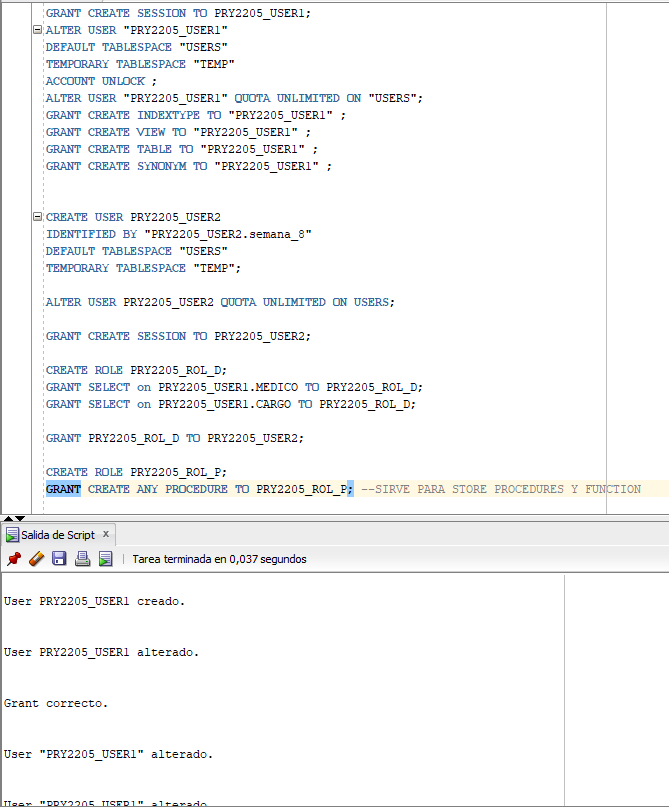 GRANT CREATE SESSION TO PRY2205_USER1;
ALTER USER "PRY2205_USER1"
DEFAULT TABLESPACE "USERS"
TEMPORARY TABLESPACE "TEMP"
ACCOUNT UNLOCK ;
ALTER USER "PRY2205_USER1" QUOTA UNLIMITED ON "USERS";
GRANT CREATE INDEXTYPE TO "PRY2205_USER1" ;
GRANT CREATE VIEW TO "PRY2205_USER1" ;
GRANT CREATE TABLE TO "PRY2205_USER1" ;
GRANT CREATE SYNONYM TO "PRY2205_USER1" ;
CREATE USER PRY2205_USER2
IDENTIFIED BY "PRY2205_USER2.semana_8"
DEFAULT TABLESPACE "USERS"
TEMPORARY TABLESPACE "TEMP";
ALTER USER PRY2205_USER2 QUOTA UNLIMITED ON USERS;
GRANT CREATE SESSION TO PRY2205_USER2;
CREATE ROLE PRY2205_ROL_D;
GRANT SELECT on PRY2205_USER1.MEDICO TO PRY2205_ROL_D;
GRANT SELECT on PRY2205_USER1.CARGO TO PRY2205_ROL_D;
GRANT PRY2205_ROL_D TO PRY2205_USER2;
CREATE ROLE PRY2205_ROL_P;
GRANT CREATE ANY PROCEDURE TO PRY2205_ROL_P; --SIRVE PARA STORE PROCEDURES Y FUNCTION
Salida de Script x
Tarea terminada en 0,037 segundos
User PRY2205_USER1 creado.
User PRY2205_USER1 alterado.
Grant correcto.
User "PRY2205_USER1" alterado.
User "PRY2205_USER1" alterado.